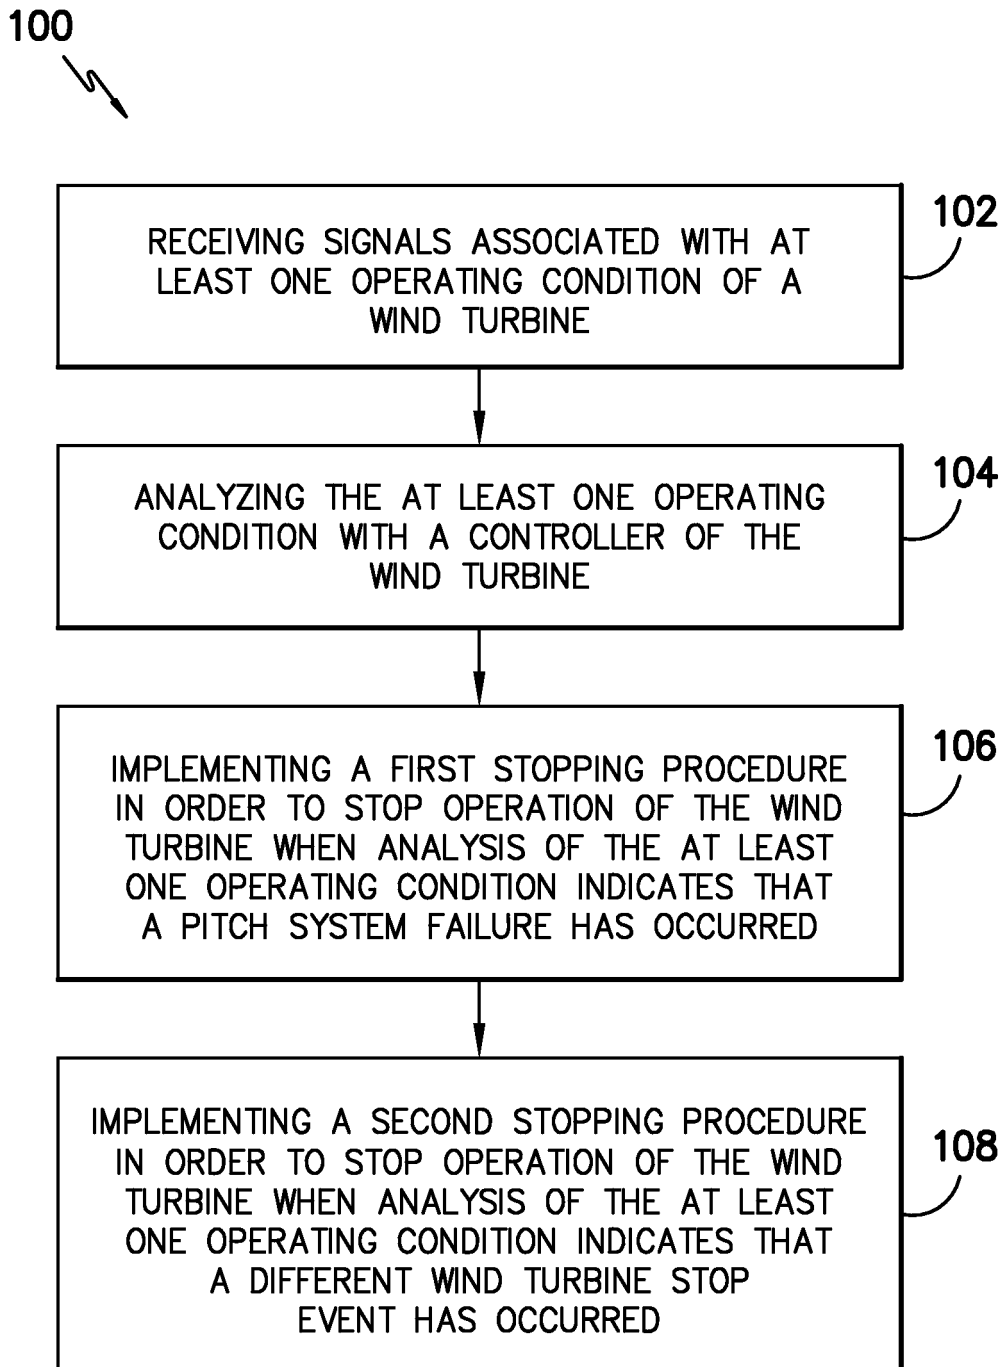 100
RECEIVING SIGNALS ASSOCIATED WITH AT
LEAST ONE OPERATING CONDITION OF A
WIND TURBINE
102
ANALYZING THE AT LEAST ONE OPERATING
CONDITION WITH A CONTROLLER OF THE
WIND TURBINE
104
IMPLEMENTING A FIRST STOPPING PROCEDURE
IN ORDER TO STOP OPERATION OF THE WIND
TURBINE WHEN ANALYSIS OF THE AT LEAST
ONE OPERATING CONDITION INDICATES THAT
A PITCH SYSTEM FAILURE HAS OCCURRED
106
IMPLEMENTING A SECOND STOPPING PROCEDURE
IN ORDER TO STOP OPERATION OF THE WIND
TURBINE WHEN ANALYSIS OF THE AT LEAST
ONE OPERATING CONDITION INDICATES THAT
A DIFFERENT WIND TURBINE STOP
EVENT HAS OCCURRED
108